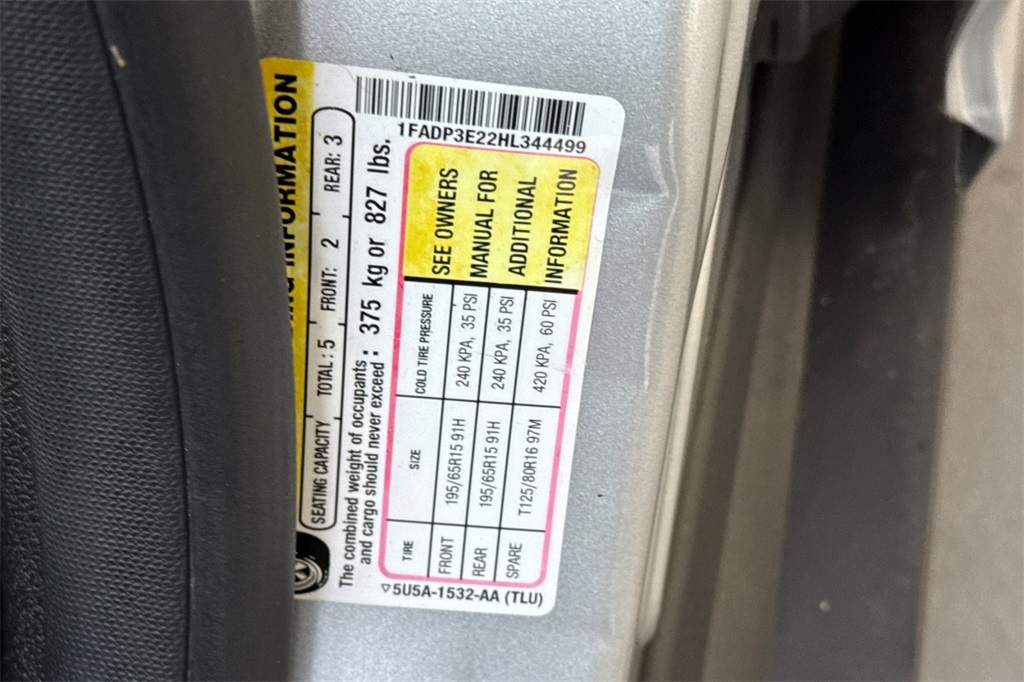 INFORMATION
1FADP3E22HL344499
SEATING CAPACITY TOTAL: 5 FRONT: 2 REAR: 3
The combined weight of occupants
and cargo should never exceed : 375 kg or 827 lbs.
TIRE SIZE COLD TIRE PRESSURE
FRONT 195/65R15 91H 240 KPA, 35 PSI
REAR 195/65R15 91H 240 KPA, 35 PSI
SPARE T125/80R16 97M 420 KPA, 60 PSI
SEE OWNERS
MANUAL FOR
ADDITIONAL
INFORMATION
5U5A-1532-AA (TLU)